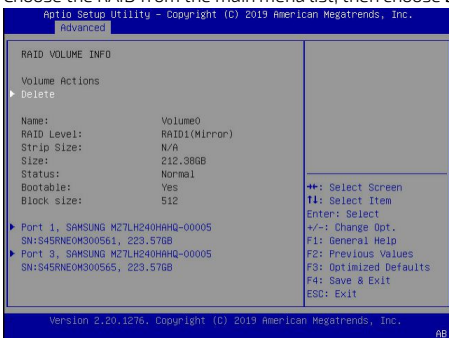 Aptio Setup Utility – Copyright (C) 2019 American Megatrends, Inc.
Advanced
RAID VOLUME INFO
Volume Actions
Delete
Name: Volume0
RAID Level: RAID1(Mirror)
Strip Size: N/A
Size: 212.38GB
Status: Normal
Bootable: Yes
Block size: 512
Port 1, SAMSUNG MZ7LH240HAHQ-00005
SN:S45RNE0M300561, 223.57GB
Port 3, SAMSUNG MZ7LH240HAHQ-00005
SN:S45RNE0M300565, 223.57GB
→←: Select Screen
↑↓: Select Item
Enter: Select
+/-: Change Opt.
F1: General Help
F2: Previous Values
F3: Optimized Defaults
F4: Save & Exit
ESC: Exit
Version 2.20.1276. Copyright (C) 2019 American Megatrends, Inc.
AB